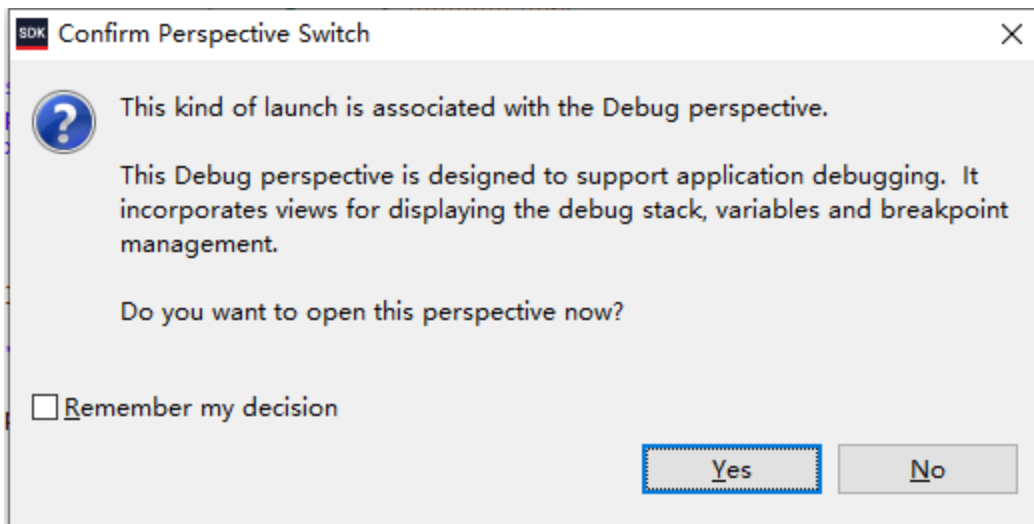 SDK Confirm Perspective Switch
This kind of launch is associated with the Debug perspective.
This Debug perspective is designed to support application debugging. It
incorporates views for displaying the debug stack, variables and breakpoint
management.
Do you want to open this perspective now?
Remember my decision
Yes No